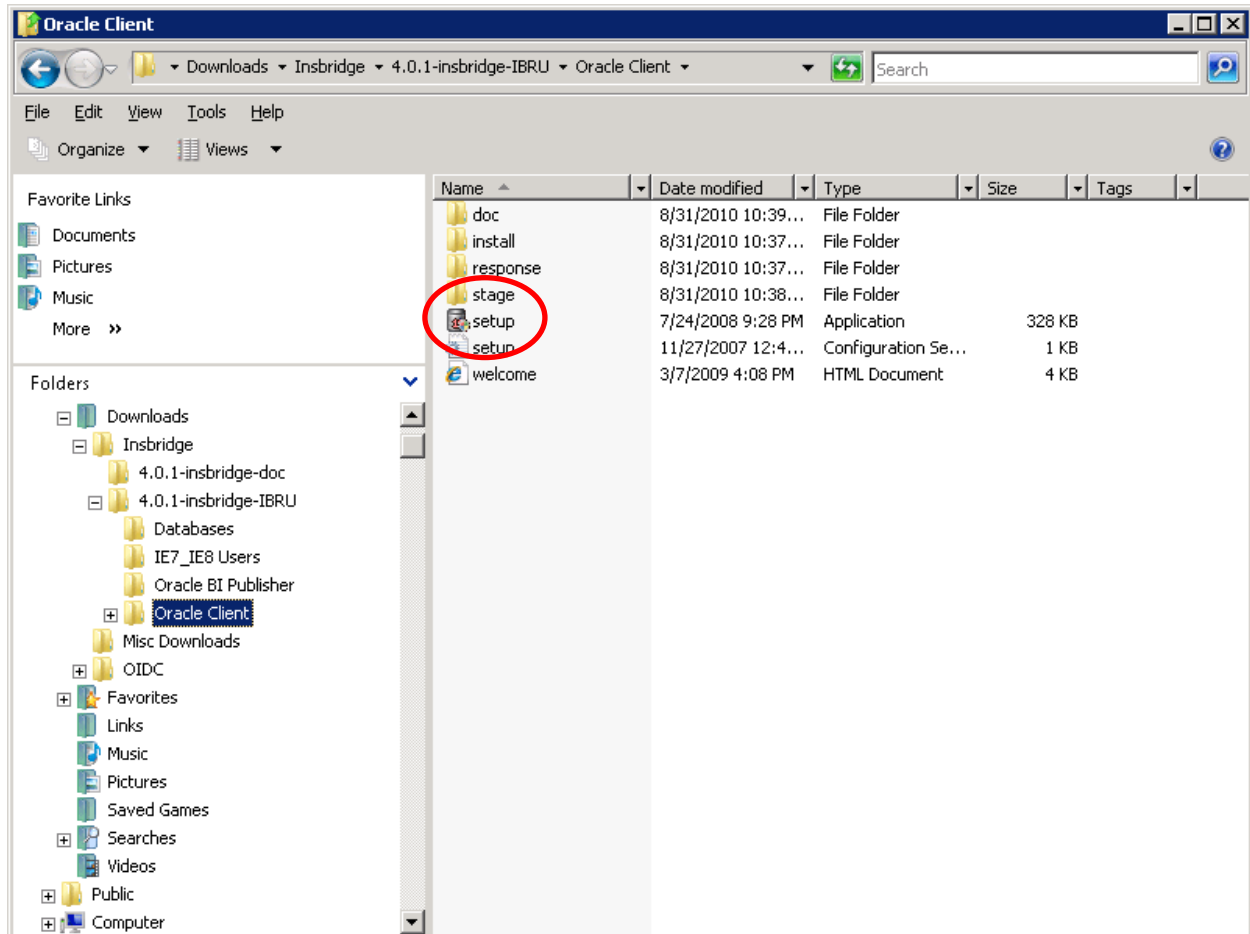 Oracle Client
Downloads Insbridge 4.0.1-insbridge-IBRU Oracle Client Search
File Edit View Tools Help
Organize Views
Favorite Links
Documents
Pictures
Music
More »
Folders
Downloads
Insbridge
4.0.1-insbridge-doc
4.0.1-insbridge-IBRU
Databases
IE7_IE8 Users
Oracle BI Publisher
Oracle Client
Misc Downloads
OIDC
Favorites
Links
Music
Pictures
Saved Games
Searches
Videos
Public
Computer
Name Date modified Type Size Tags
doc 8/31/2010 10:39... File Folder
install 8/31/2010 10:37... File Folder
response 8/31/2010 10:37... File Folder
stage 8/31/2010 10:38... File Folder
setup 7/24/2008 9:28 PM Application 328 KB
setup 11/27/2007 12:4... Configuration Se... 1 KB
welcome 3/7/2009 4:08 PM HTML Document 4 KB